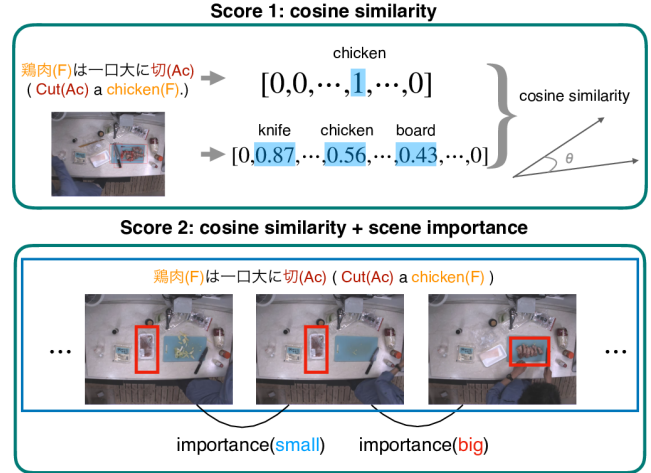 Score 1: cosine similarity
鶏肉(F)は一口大に切(Ac)
( Cut(Ac) a chicken(F).)
chicken
[0,0,⋯,1,⋯,0]
knife chicken board
[0,0.87,⋯,0.56,⋯,0.43,⋯,0]
cosine similarity
θ
Score 2: cosine similarity + scene importance
鶏肉(F)は一口大に切(Ac) ( Cut(Ac) a chicken(F) )
... ...
importance(small) importance(big)